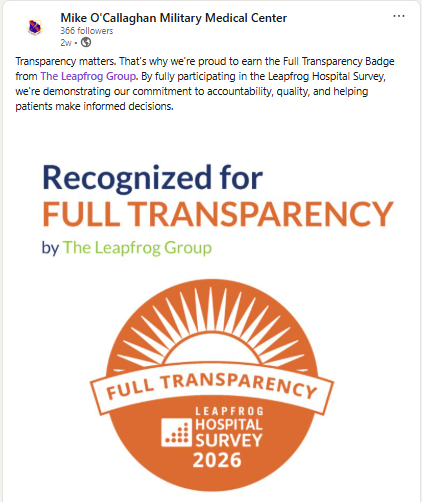 Mike O'Callaghan Military Medical Center
366 followers
2w •
Transparency matters. That's why we're proud to earn the Full Transparency Badge
from The Leapfrog Group. By fully participating in the Leapfrog Hospital Survey,
we're demonstrating our commitment to accountability, quality, and helping
patients make informed decisions.
Recognized for
FULL TRANSPARENCY
by The Leapfrog Group
FULL TRANSPARENCY
LEAPFROG
HOSPITAL
SURVEY
2026